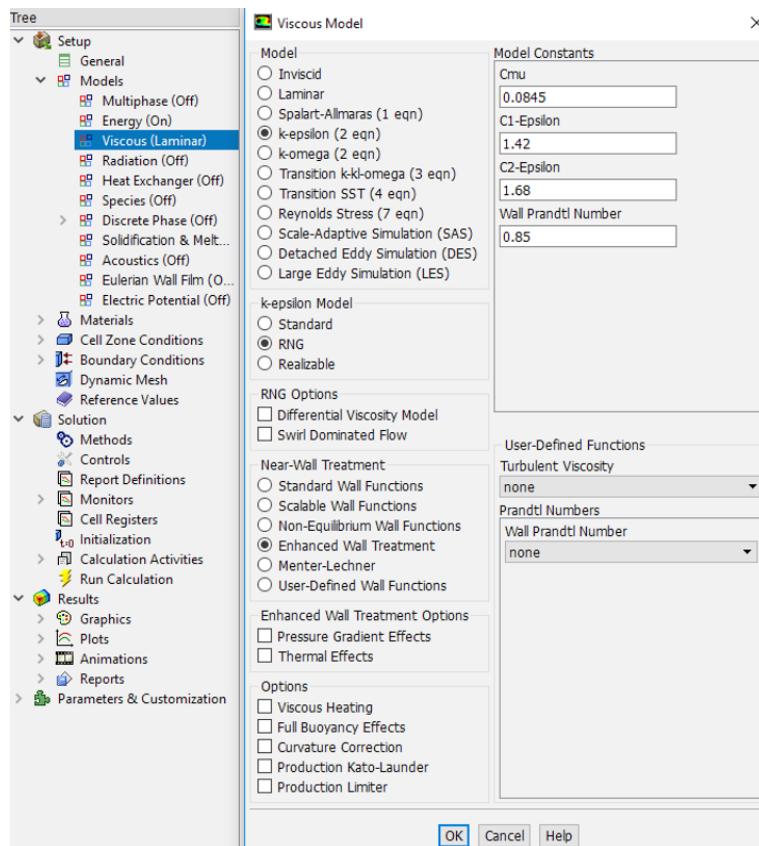 Tree
Setup
General
Models
Multiphase (Off)
Energy (On)
Viscous (Laminar)
Radiation (Off)
Heat Exchanger (Off)
Species (Off)
Discrete Phase (Off)
Solidification & Melt...
Acoustics (Off)
Eulerian Wall Film (O...
Electric Potential (Off)
Materials
Cell Zone Conditions
Boundary Conditions
Dynamic Mesh
Reference Values
Solution
Methods
Controls
Report Definitions
Monitors
Cell Registers
t=0 Initialization
Calculation Activities
Run Calculation
Results
Graphics
Plots
Animations
Reports
Parameters & Customization
Viscous Model
Model
Inviscid
Laminar
Spalart-Allmaras (1 eqn)
k-epsilon (2 eqn)
k-omega (2 eqn)
Transition k-kl-omega (3 eqn)
Transition SST (4 eqn)
Reynolds Stress (7 eqn)
Scale-Adaptive Simulation (SAS)
Detached Eddy Simulation (DES)
Large Eddy Simulation (LES)
k-epsilon Model
Standard
RNG
Realizable
RNG Options
Differential Viscosity Model
Swirl Dominated Flow
Near-Wall Treatment
Standard Wall Functions
Scalable Wall Functions
Non-Equilibrium Wall Functions
Enhanced Wall Treatment
Menter-Lechner
User-Defined Wall Functions
Enhanced Wall Treatment Options
Pressure Gradient Effects
Thermal Effects
Options
Viscous Heating
Full Buoyancy Effects
Curvature Correction
Production Kato-Launder
Production Limiter
Model Constants
Cmu
0.0845
C1-Epsilon
1.42
C2-Epsilon
1.68
Wall Prandtl Number
0.85
User-Defined Functions
Turbulent Viscosity
none
Prandtl Numbers
Wall Prandtl Number
none
OK
Cancel
Help